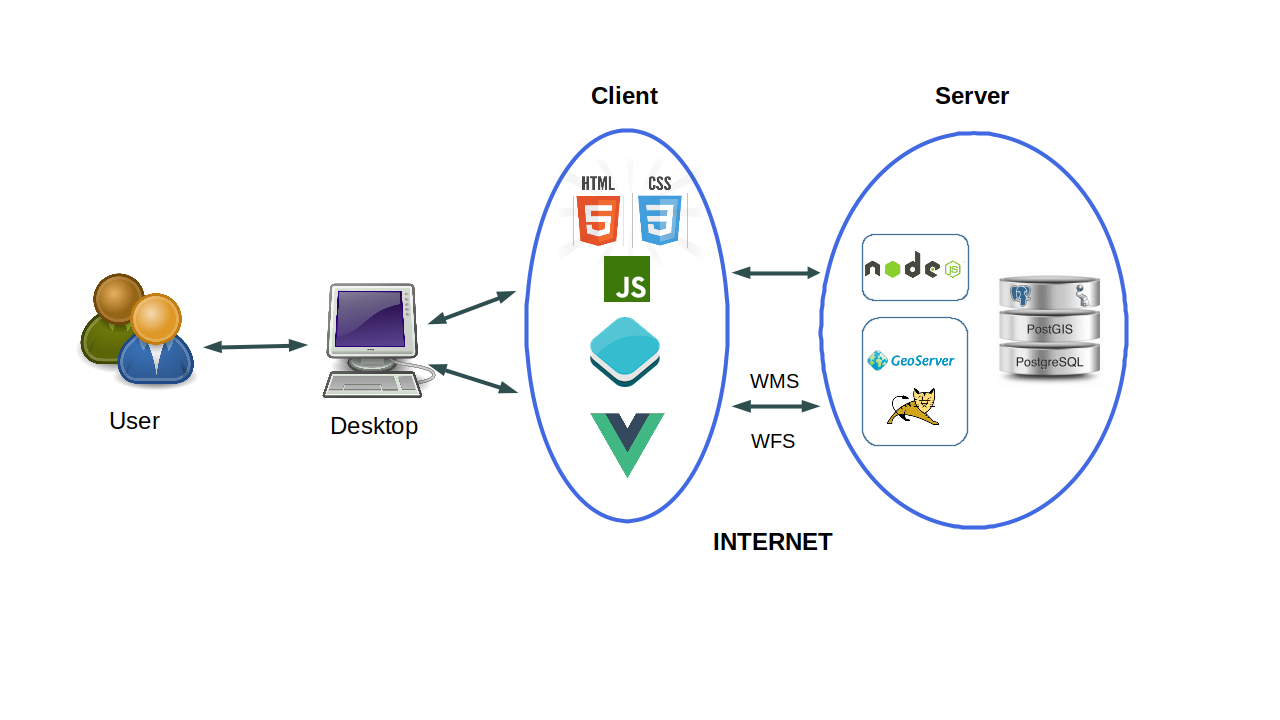 Client
Server
HTML
CSS
5
3
JS
node
JS
GeoServer
PostGIS
PostgreSQL
WMS
WFS
User
Desktop
INTERNET